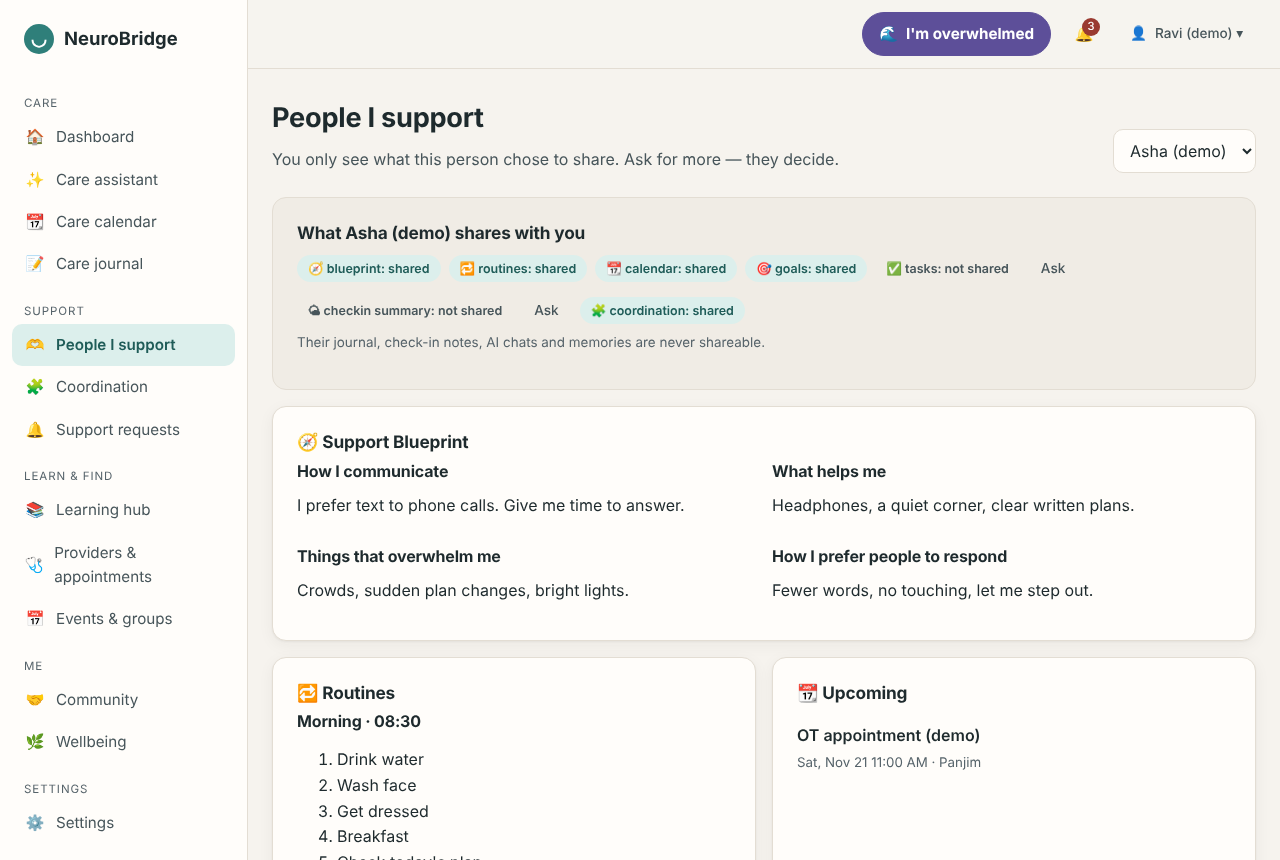 NeuroBridge
I'm overwhelmed
3
Ravi (demo) ▾
CARE
Dashboard
Care assistant
Care calendar
Care journal
SUPPORT
People I support
Coordination
Support requests
LEARN & FIND
Learning hub
Providers &
appointments
Events & groups
ME
Community
Wellbeing
SETTINGS
Settings
People I support
You only see what this person chose to share. Ask for more — they decide.
Asha (demo)
What Asha (demo) shares with you
blueprint: shared
routines: shared
calendar: shared
goals: shared
tasks: not shared
Ask
checkin summary: not shared
Ask
coordination: shared
Their journal, check-in notes, AI chats and memories are never shareable.
Support Blueprint
How I communicate
I prefer text to phone calls. Give me time to answer.
What helps me
Headphones, a quiet corner, clear written plans.
Things that overwhelm me
Crowds, sudden plan changes, bright lights.
How I prefer people to respond
Fewer words, no touching, let me step out.
Routines
Morning · 08:30
1. Drink water
2. Wash face
3. Get dressed
4. Breakfast
Upcoming
OT appointment (demo)
Sat, Nov 21 11:00 AM · Panjim